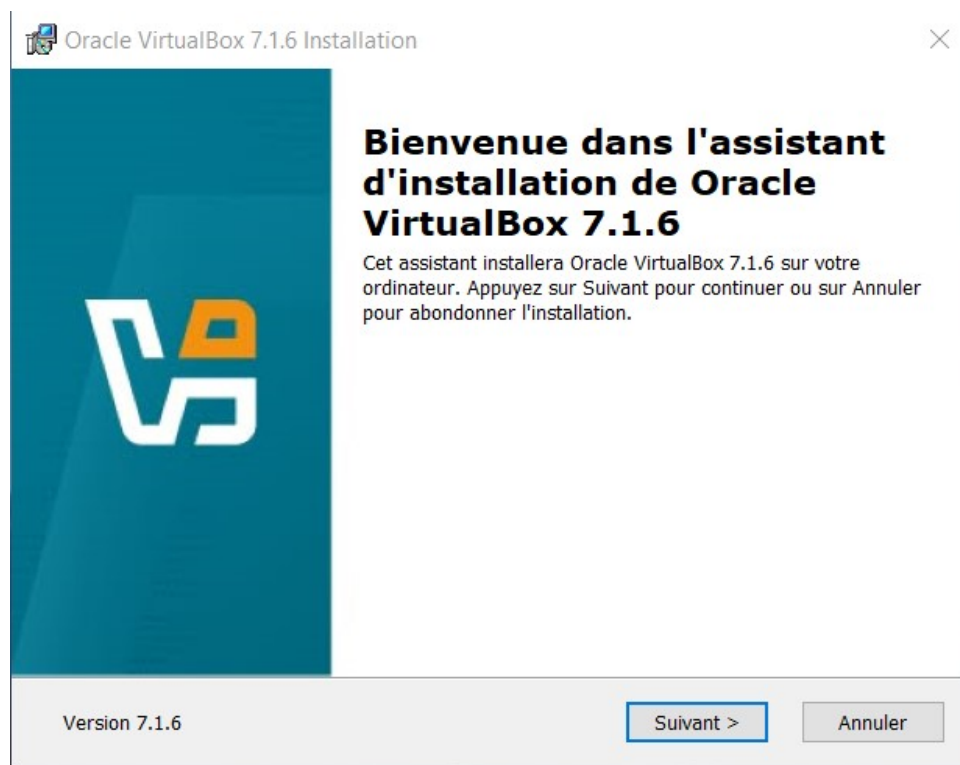 Oracle VirtualBox 7.1.6 Installation
Bienvenue dans l'assistant
d'installation de Oracle
VirtualBox 7.1.6
Cet assistant installera Oracle VirtualBox 7.1.6 sur votre
ordinateur. Appuyez sur Suivant pour continuer ou sur Annuler
pour abondonner l'installation.
Version 7.1.6
Suivant >
Annuler